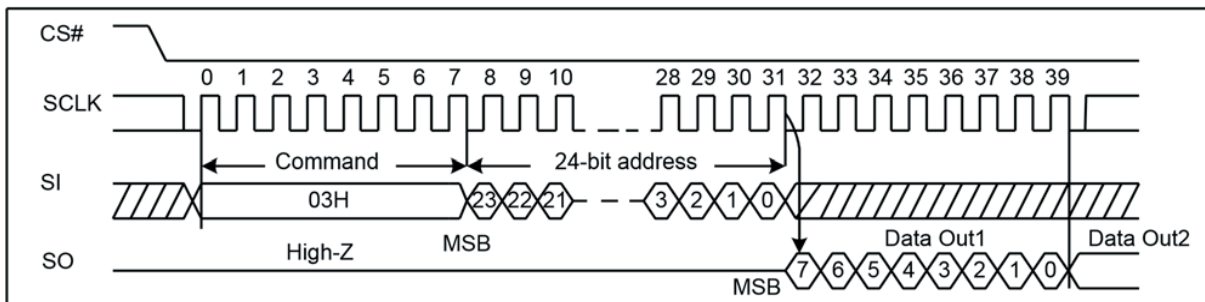 CS#
0 1 2 3 4 5 6 7 8 9 10 28 29 30 31 32 33 34 35 36 37 38 39
SCLK
Command 24-bit address
SI 03H 23 22 21 3 2 1 0
High-Z MSB Data Out1 Data Out2
SO 7 6 5 4 3 2 1 0
MSB